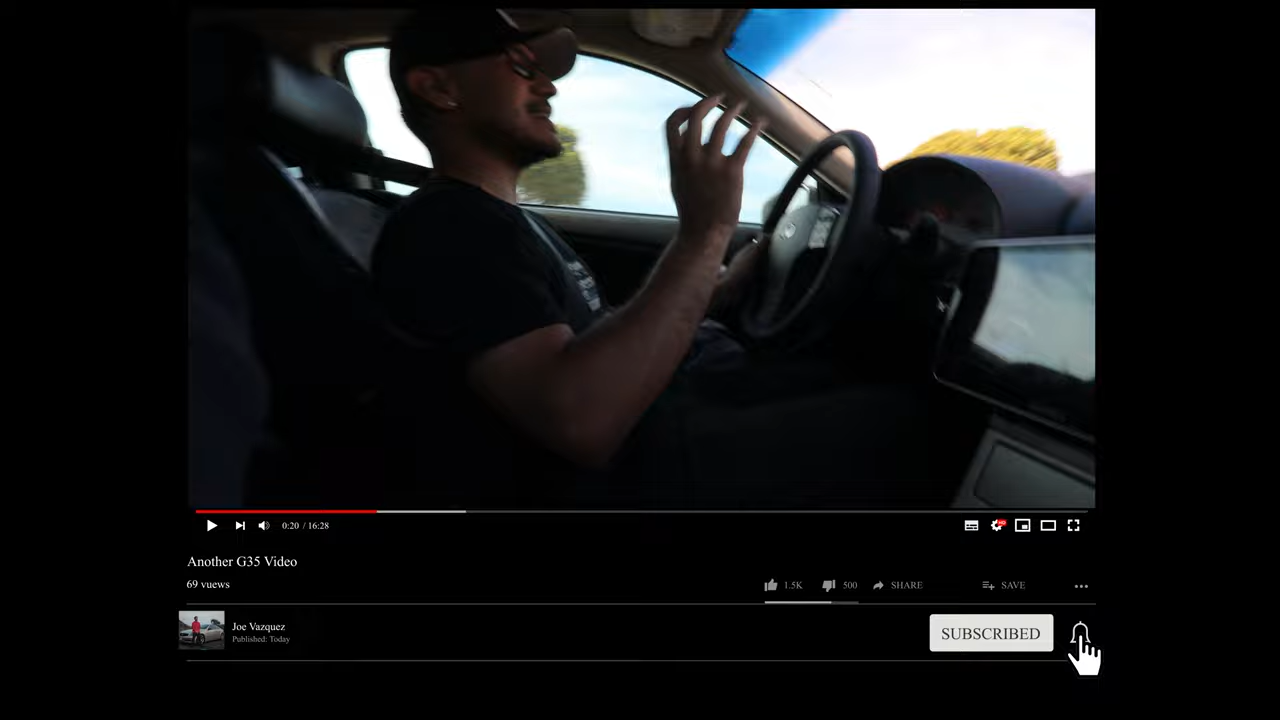 0:20 / 16:28
HD
Another G35 Video
69 vuews
1.5K 500 SHARE SAVE
Joe Vazquez
Published: Today
SUBSCRIBED